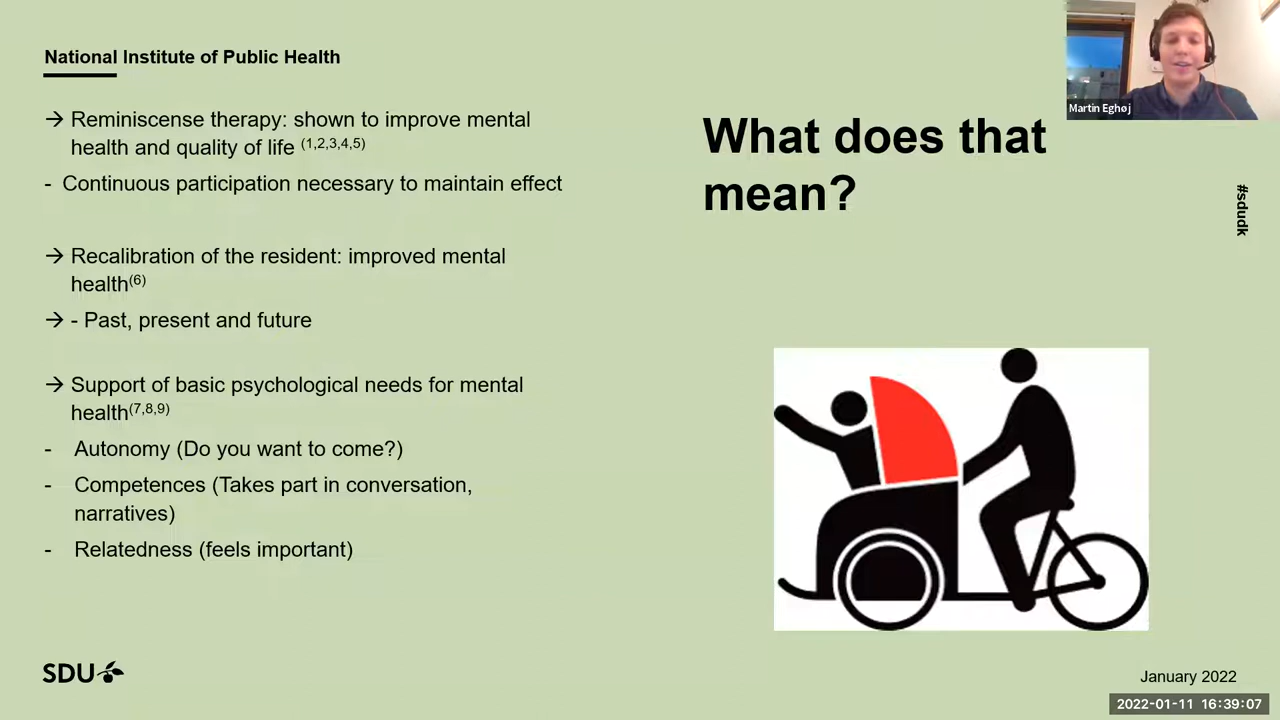 National Institute of Public Health
→ Reminiscense therapy: shown to improve mental
health and quality of life (1,2,3,4,5)
- Continuous participation necessary to maintain effect
→ Recalibration of the resident: improved mental
health(6)
→ - Past, present and future
→ Support of basic psychological needs for mental
health(7,8,9)
- Autonomy (Do you want to come?)
- Competences (Takes part in conversation,
narratives)
- Relatedness (feels important)
SDU
What does that
mean?
Martin Eghøj
#sdudk
January 2022
2022-01-11 16:39:07